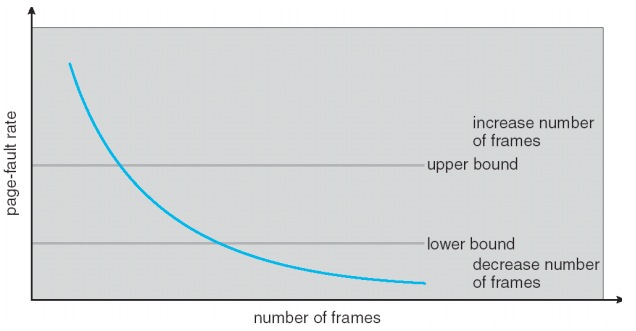 page-fault rate
increase number
of frames
upper bound
lower bound
decrease number
of frames
number of frames